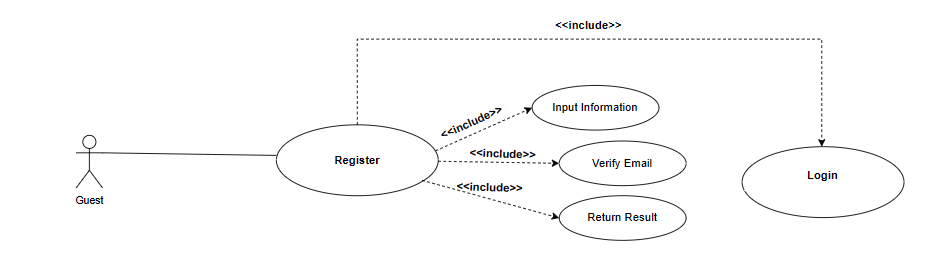 <<include>>
<<include>>
Input Information
Register
<<include>>
Verify Email
Login
<<include>>
Guest
Return Result